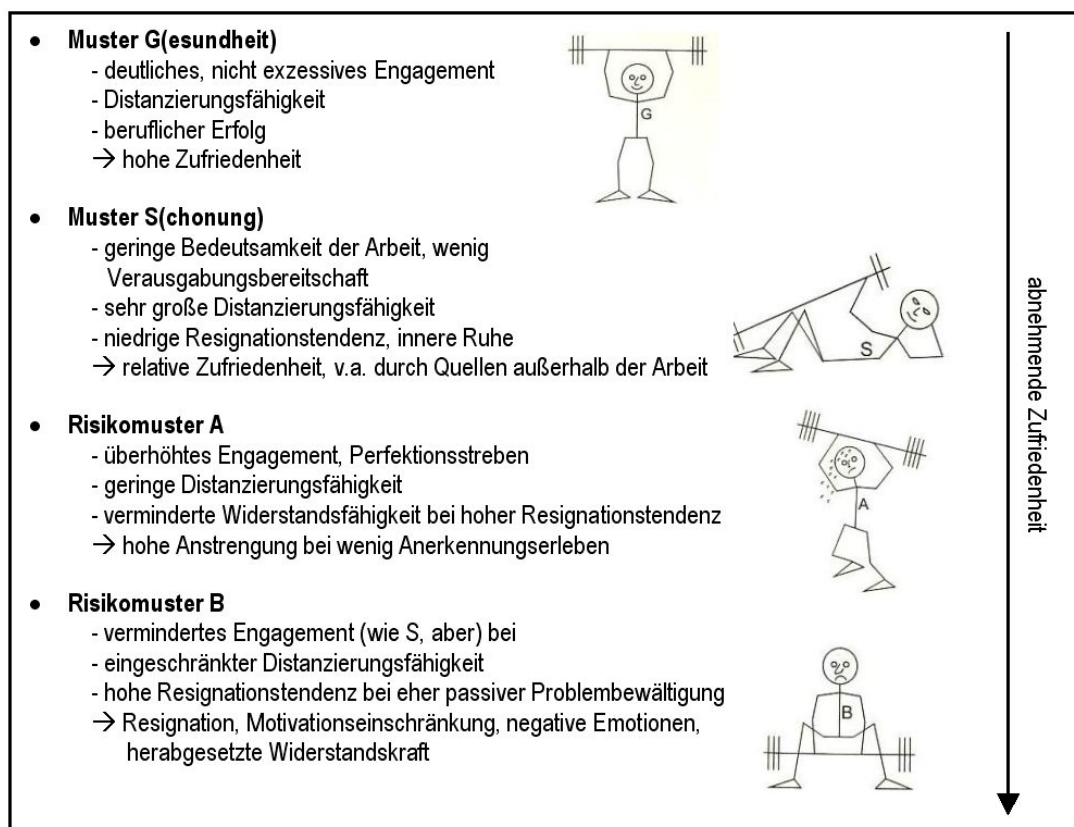 ● Muster G(esundheit)
- deutliches, nicht exzessives Engagement
- Distanzierungsfähigkeit
- beruflicher Erfolg
→ hohe Zufriedenheit
G
● Muster S(chonung)
- geringe Bedeutsamkeit der Arbeit, wenig
Verausgabungsbereitschaft
- sehr große Distanzierungsfähigkeit
- niedrige Resignationstendenz, innere Ruhe
→ relative Zufriedenheit, v.a. durch Quellen außerhalb der Arbeit
S
● Risikomuster A
- überhöhtes Engagement, Perfektionsstreben
- geringe Distanzierungsfähigkeit
- verminderte Widerstandsfähigkeit bei hoher Resignationstendenz
→ hohe Anstrengung bei wenig Anerkennungserleben
A
● Risikomuster B
- vermindertes Engagement (wie S, aber) bei
- eingeschränkter Distanzierungsfähigkeit
- hohe Resignationstendenz bei eher passiver Problembewältigung
→ Resignation, Motivationseinschränkung, negative Emotionen,
herabgesetzte Widerstandskraft
B
abnehmende Zufriedenheit